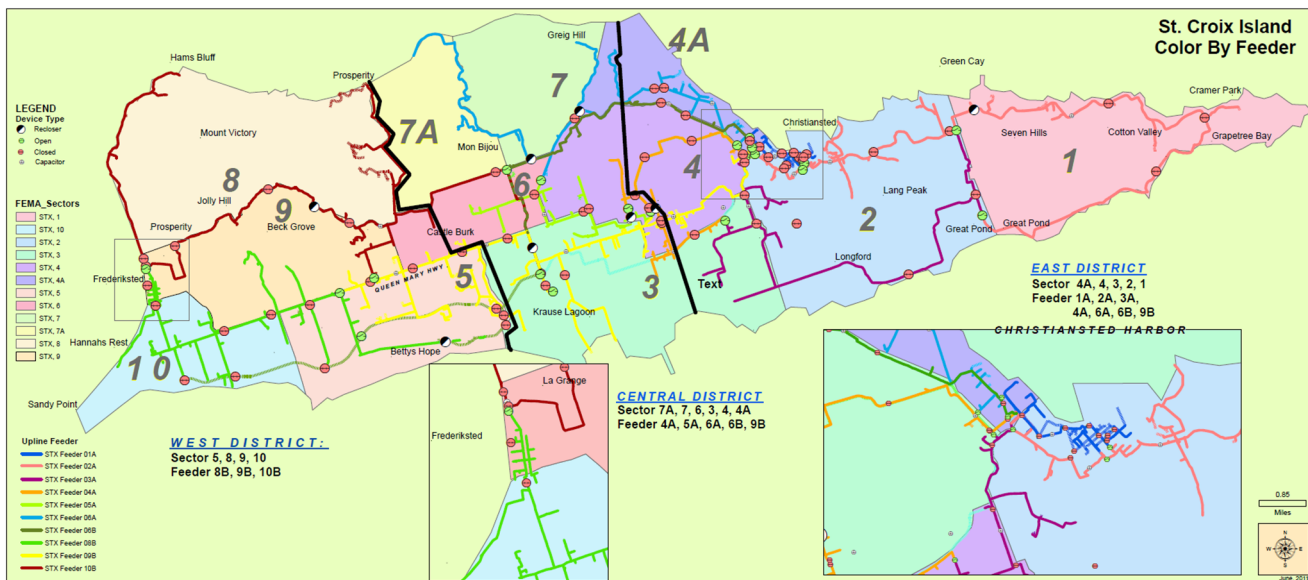 St. Croix Island
Color By Feeder
Hams Bluff
Prosperity
Greig Hill
4A
Green Cay
Cramer Park
LEGEND
Device Type
Recloser
Open
Closed
Capacitor
FEMA_Sectors
STX, 1
STX, 10
STX, 2
STX, 3
STX, 4
STX, 4A
STX, 5
STX, 6
STX, 7
STX, 7A
STX, 8
STX, 9
Mount Victory
7A
7
Mon Bijou
Christiansted
Seven Hills
Cotton Valley
Grapetree Bay
8
Jolly Hill
9
Beck Grove
6
4
1
Lang Peak
2
Prosperity
Castle Burk
Great Pond
Great Pond
Frederiksted
QUEEN MARY HWY
5
3
Text
Longford
Krause Lagoon
Hannahs Rest
10
Bettys Hope
Sandy Point
EAST DISTRICT
Sector 4A, 4, 3, 2, 1
Feeder 1A, 2A, 3A,
4A, 6A, 6B, 9B
CHRISTIANSTED HARBOR
CENTRAL DISTRICT
Sector 7A, 7, 6, 3, 4, 4A
Feeder 4A, 5A, 6A, 6B, 9B
WEST DISTRICT:
Sector 5, 8, 9, 10
Feeder 8B, 9B, 10B
La Grange
Frederiksted
Upline Feeder
STX Feeder 01A
STX Feeder 02A
STX Feeder 03A
STX Feeder 04A
STX Feeder 05A
STX Feeder 06A
STX Feeder 06B
STX Feeder 08B
STX Feeder 09B
STX Feeder 10B
0.85
Miles
N
W
E
S